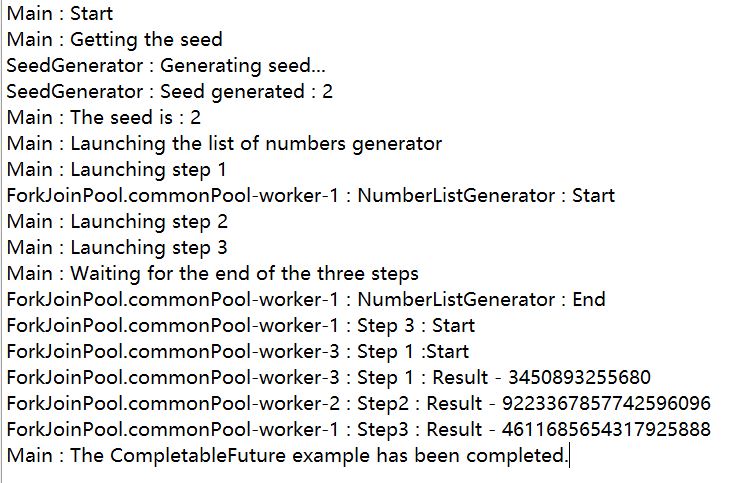 Main : Start
Main : Getting the seed
SeedGenerator : Generating seed...
SeedGenerator : Seed generated : 2
Main : The seed is : 2
Main : Launching the list of numbers generator
Main : Launching step 1
ForkJoinPool.commonPool-worker-1 : NumberListGenerator : Start
Main : Launching step 2
Main : Launching step 3
Main : Waiting for the end of the three steps
ForkJoinPool.commonPool-worker-1 : NumberListGenerator : End
ForkJoinPool.commonPool-worker-1 : Step 3 : Start
ForkJoinPool.commonPool-worker-3 : Step 1 :Start
ForkJoinPool.commonPool-worker-3 : Step 1 : Result - 3450893255680
ForkJoinPool.commonPool-worker-2 : Step2 : Result - 9223367857742596096
ForkJoinPool.commonPool-worker-1 : Step3 : Result - 4611685654317925888
Main : The CompletableFuture example has been completed.